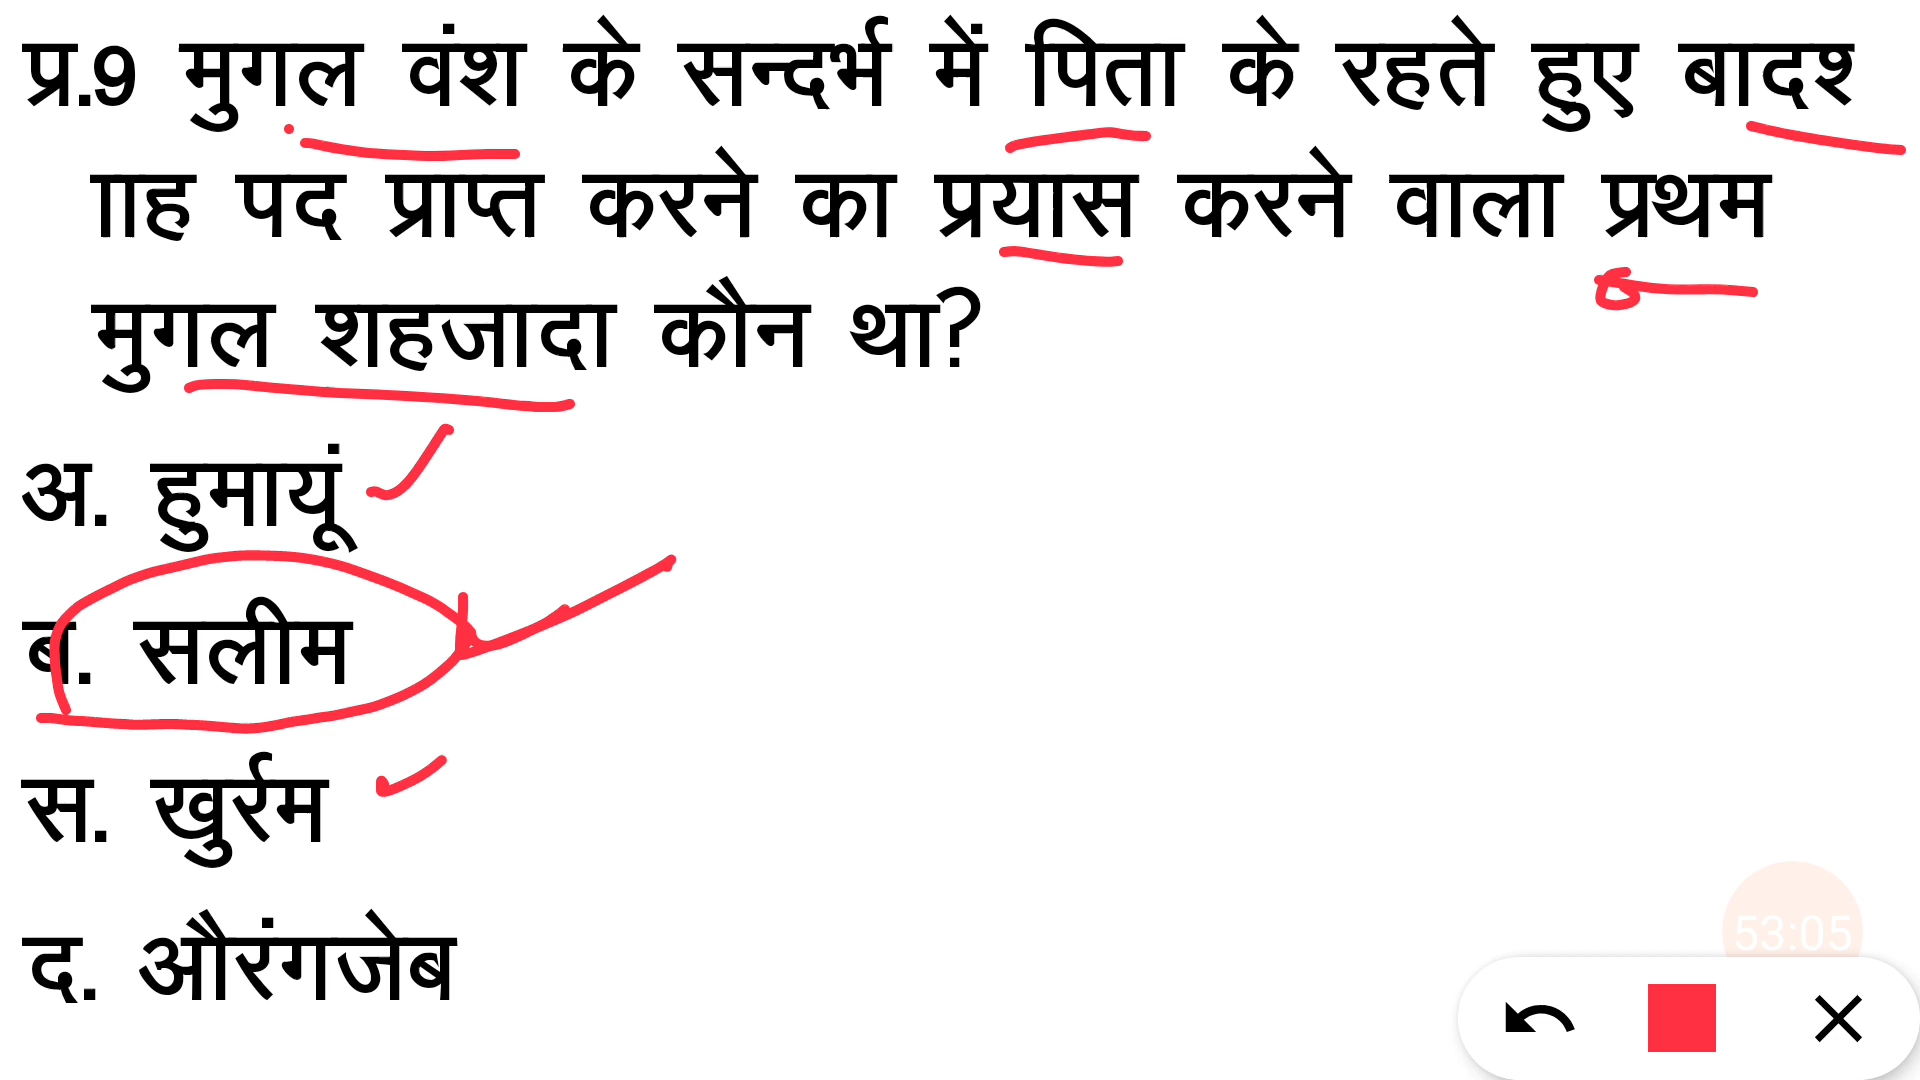 प्र.9 मुगल वंश के सन्दर्भ में पिता के रहते हुए बादश
ााह पद प्राप्त करने का प्रयास करने वाला प्रथम
मुगल शहजादा कौन था?
अ. हुमायूं
ब. सलीम
स. खुर्रम
द. औरंगजेब
53:05